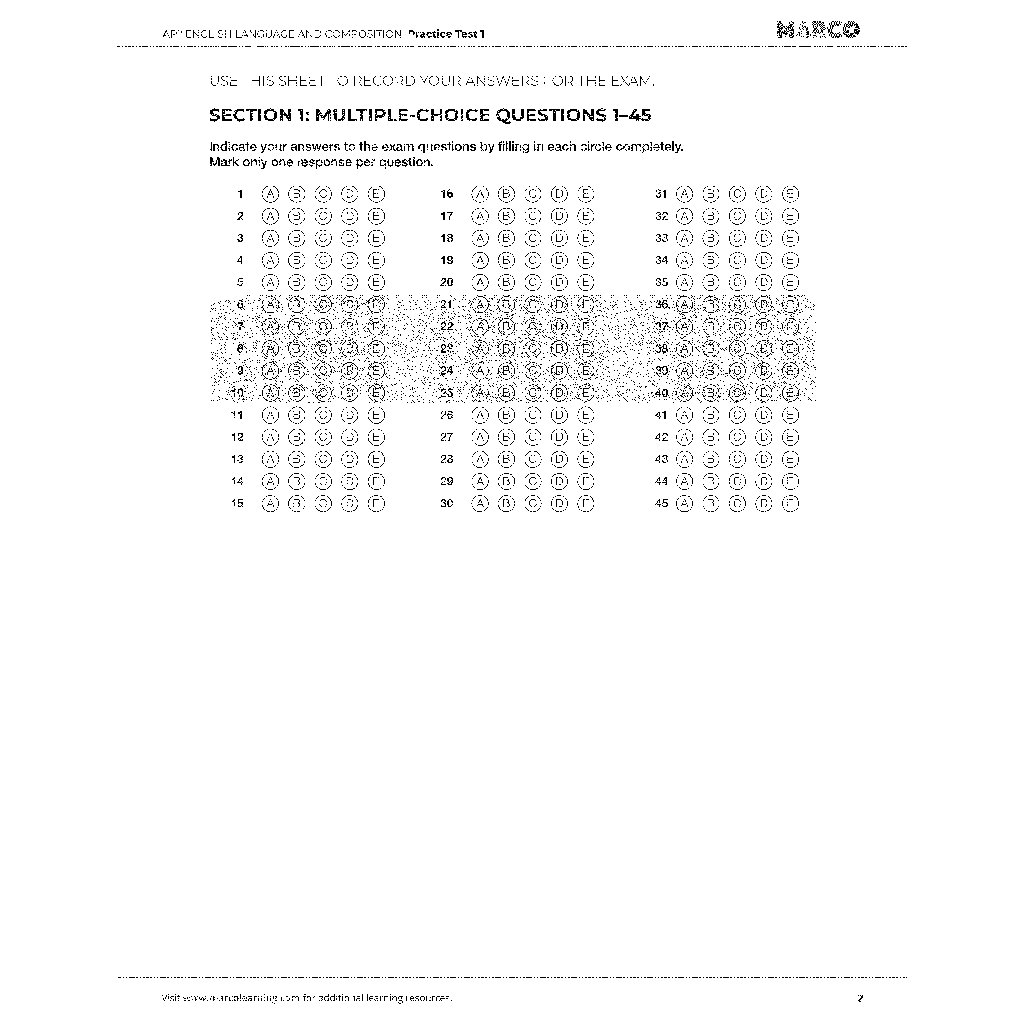 AP® ENGLISH LANGUAGE AND COMPOSITION Practice Test 1
MARCO
USE THIS SHEET TO RECORD YOUR ANSWERS FOR THE EXAM.
SECTION 1: MULTIPLE-CHOICE QUESTIONS 1–45
Indicate your answers to the exam questions by filling in each circle completely.
Mark only one response per question.
1 A B C D E 16 A B C D E 31 A B C D E
2 A B C D E 17 A B C D E 32 A B C D E
3 A B C D E 18 A B C D E 33 A B C D E
4 A B C D E 19 A B C D E 34 A B C D E
5 A B C D E 20 A B C D E 35 A B C D E
6 A B C D E 21 A B C D E 36 A B C D E
7 A B C D E 22 A B C D E 37 A B C D E
8 A B C D E 23 A B C D E 38 A B C D E
9 A B C D E 24 A B C D E 39 A B C D E
10 A B C D E 25 A B C D E 40 A B C D E
11 A B C D E 26 A B C D E 41 A B C D E
12 A B C D E 27 A B C D E 42 A B C D E
13 A B C D E 28 A B C D E 43 A B C D E
14 A B C D E 29 A B C D E 44 A B C D E
15 A B C D E 30 A B C D E 45 A B C D E
Visit www.marcolearning.com for additional learning resources.
2